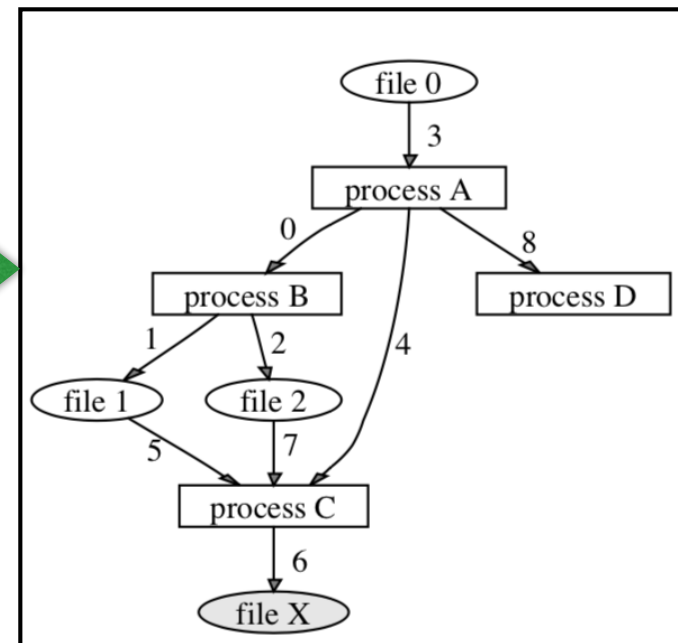 file 0
3
process A
0
8
process B
process D
1
2
4
file 1
file 2
5
7
process C
6
file X